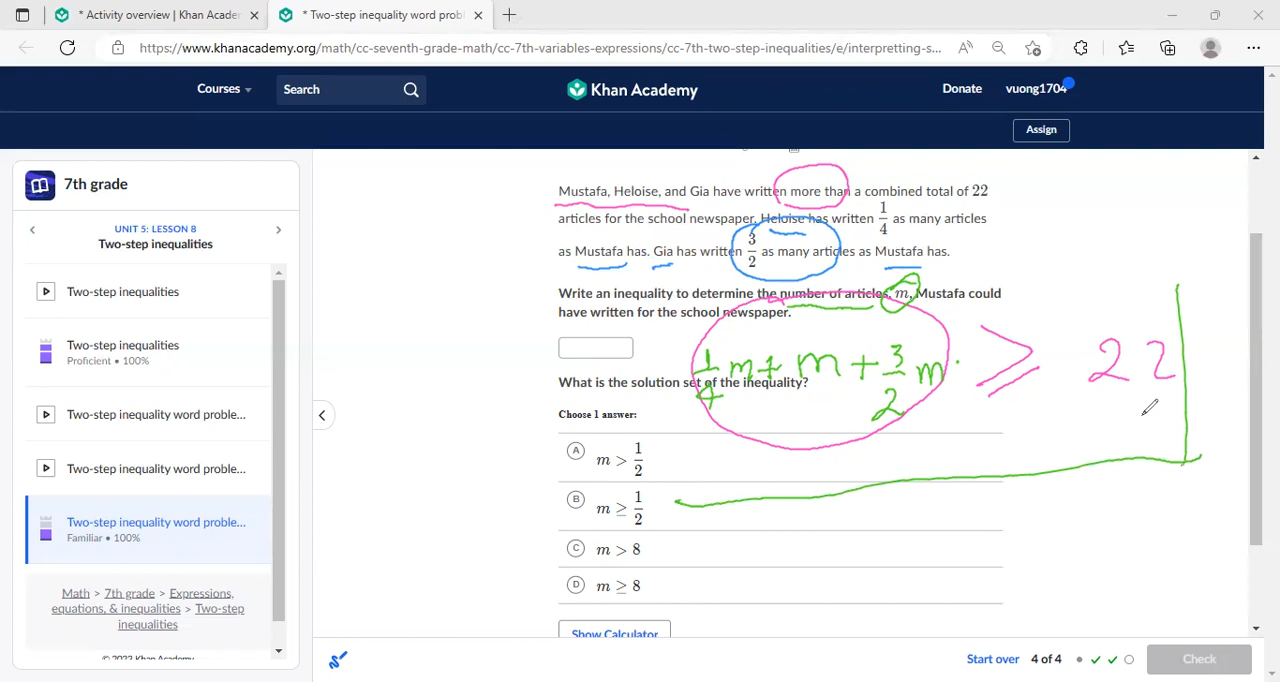 * Activity overview | Khan Acader
* Two-step inequality word probl
https://www.khanacademy.org/math/cc-seventh-grade-math/cc-7th-variables-expressions/cc-7th-two-step-inequalities/e/interpretting-s...
Courses
Search
Khan Academy
Donate
vuong1704
Assign
7th grade
UNIT 5: LESSON 8
Two-step inequalities
Two-step inequalities
Two-step inequalities
Proficient • 100%
Two-step inequality word proble...
Two-step inequality word proble...
Two-step inequality word proble...
Familiar • 100%
Math > 7th grade > Expressions,
equations, & inequalities > Two-step
inequalities
© 2023 Khan Academy
Mustafa, Heloise, and Gia have written more than a combined total of 22
articles for the school newspaper. Heloise has written 1/4 as many articles
as Mustafa has. Gia has written 3/2 as many articles as Mustafa has.
Write an inequality to determine the number of articles, m, Mustafa could
have written for the school newspaper.
1/4 m + m + 3/2 m ≥ 22
What is the solution set of the inequality?
Choose 1 answer:
A m > 1/2
B m ≥ 1/2
C m > 8
D m ≥ 8
Show Calculator
Start over
4 of 4
Check